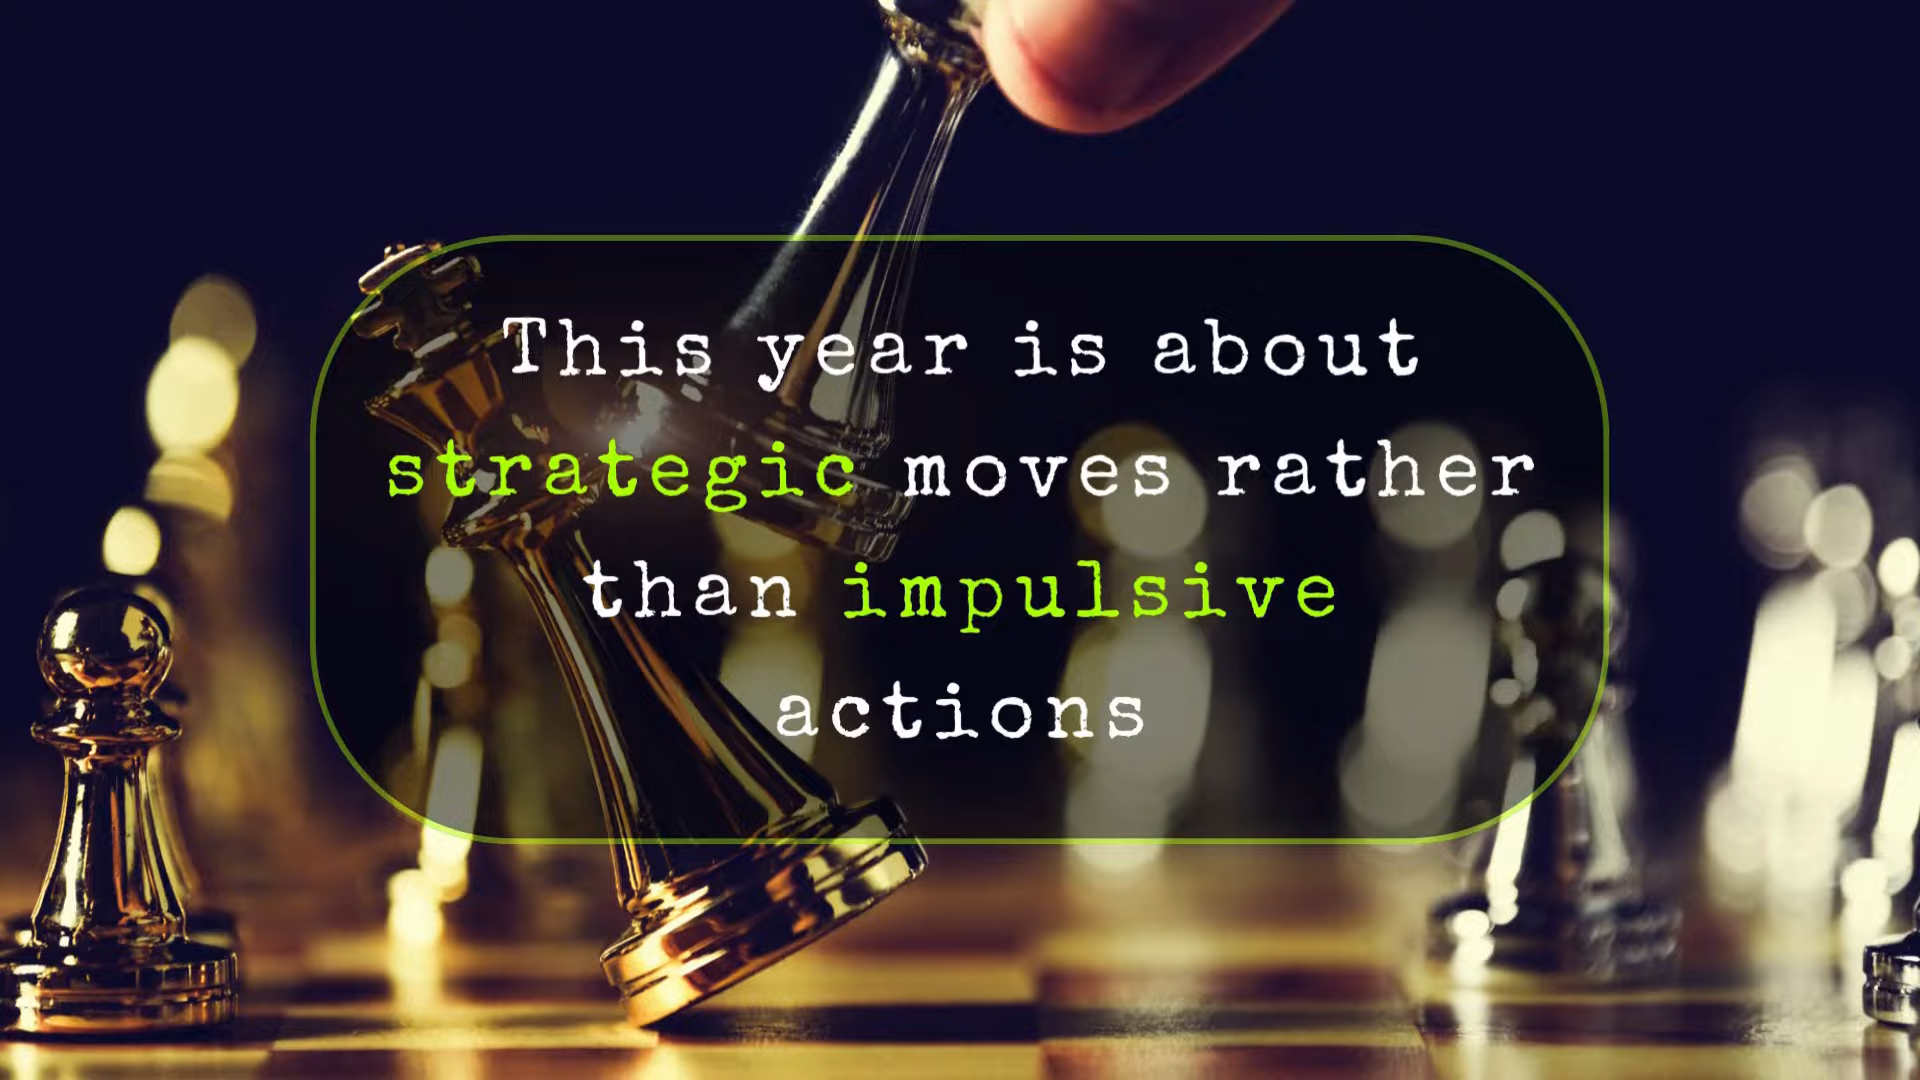 This year is about
strategic moves rather
than impulsive
actions